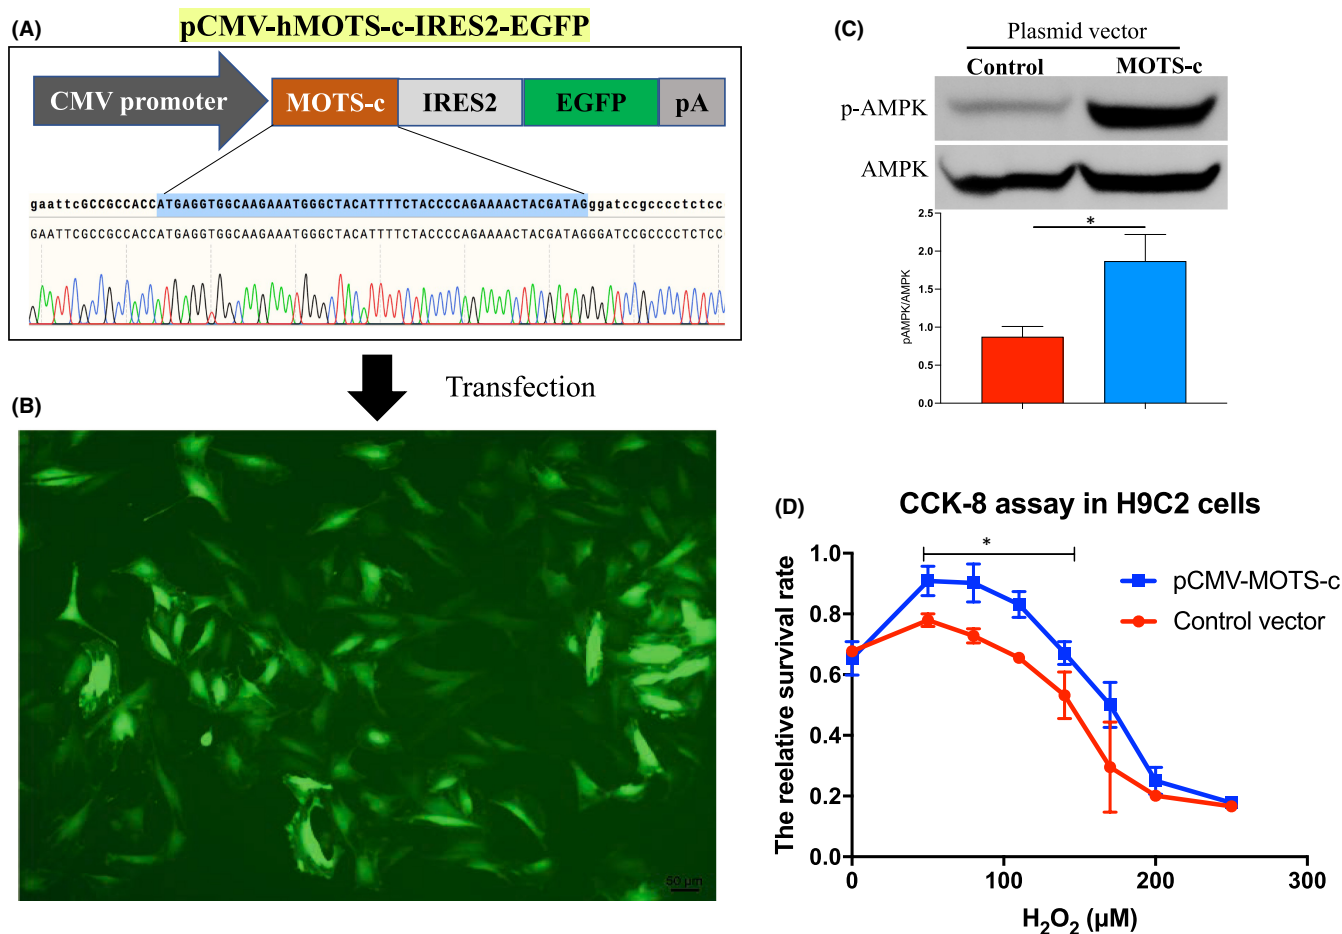 (A)
pCMV-hMOTS-c-IRES2-EGFP
CMV promoter
MOTS-c
IRES2
EGFP
pA
gaattcGCCGCCACCATGAGGTGGCAAGAAATGGGCTACATTTTCTACCCCAGAAAACTACGATAGggatccgcccctctcc
GAATTCGCCGCCACCATGAGGTGGCAAGAAATGGGCTACATTTTCTACCCCAGAAAACTACGATAGGGATCCGCCCCTCTCC
Transfection
(B)
50 µm
(C)
Plasmid vector
Control
MOTS-c
p-AMPK
AMPK
*
2.5
2.0
1.5
1.0
0.5
0.0
pAMPK/AMPK
(D)
CCK-8 assay in H9C2 cells
*
pCMV-MOTS-c
Control vector
1.0
0.8
0.6
0.4
0.2
0.0
The reelative survival rate
0
100
200
300
H₂O₂ (µM)